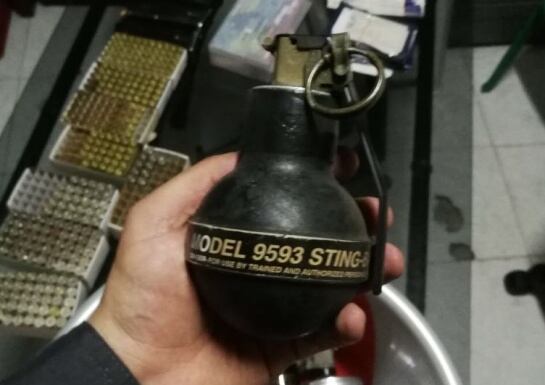 MODEL 9593 STING-
FOR USE BY TRAINED AND AUTHORIZED